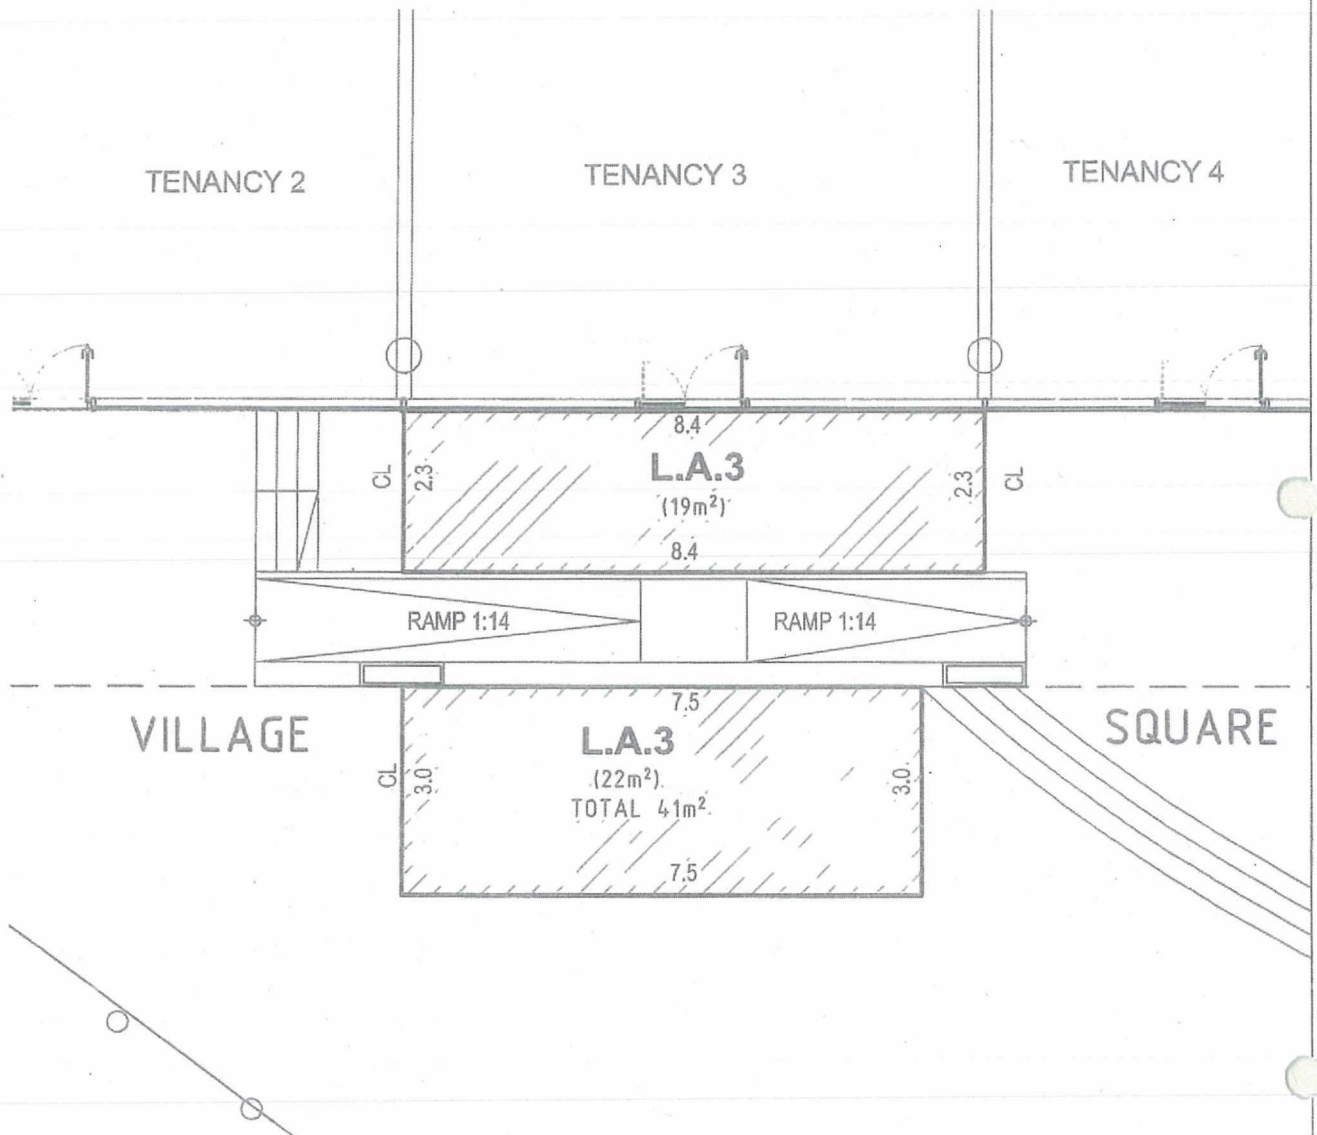 TENANCY 2
TENANCY 3
TENANCY 4
8.4
L.A.3
(19m²)
8.4
CL
2.3
2.3
CL
RAMP 1:14
RAMP 1:14
VILLAGE
SQUARE
7.5
L.A.3
(22m²)
TOTAL 41m²
7.5
CL
3.0
3.0